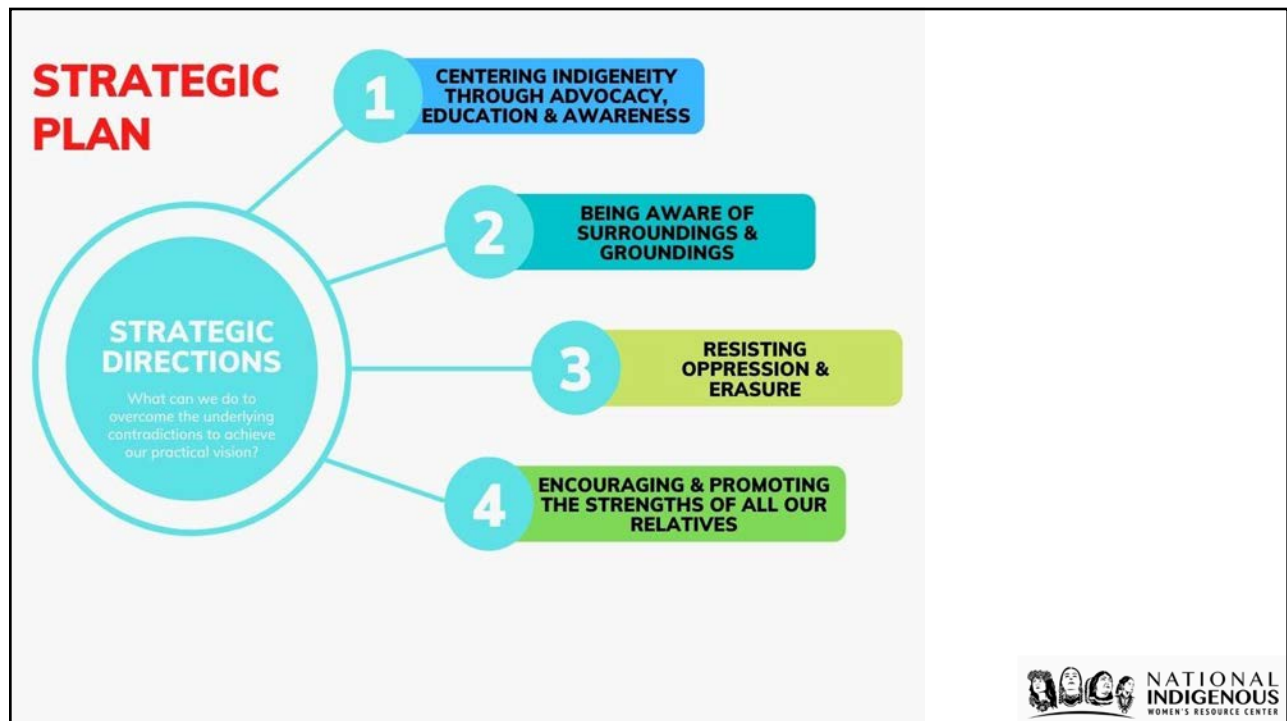 STRATEGIC
PLAN
1
CENTERING INDIGENEITY
THROUGH ADVOCACY,
EDUCATION & AWARENESS
2
BEING AWARE OF
SURROUNDINGS &
GROUNDINGS
STRATEGIC
DIRECTIONS
What can we do to
overcome the underlying
contradictions to achieve
our practical vision?
3
RESISTING
OPPRESSION &
ERASURE
4
ENCOURAGING & PROMOTING
THE STRENGTHS OF ALL OUR
RELATIVES
NATIONAL
INDIGENOUS
WOMEN'S RESOURCE CENTER